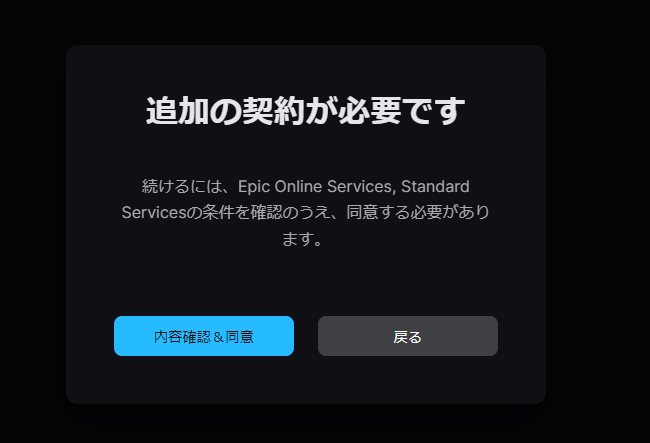 追加の契約が必要です
続けるには、Epic Online Services, Standard
Servicesの条件を確認のうえ、同意する必要があり
ます。
内容確認＆同意
戻る